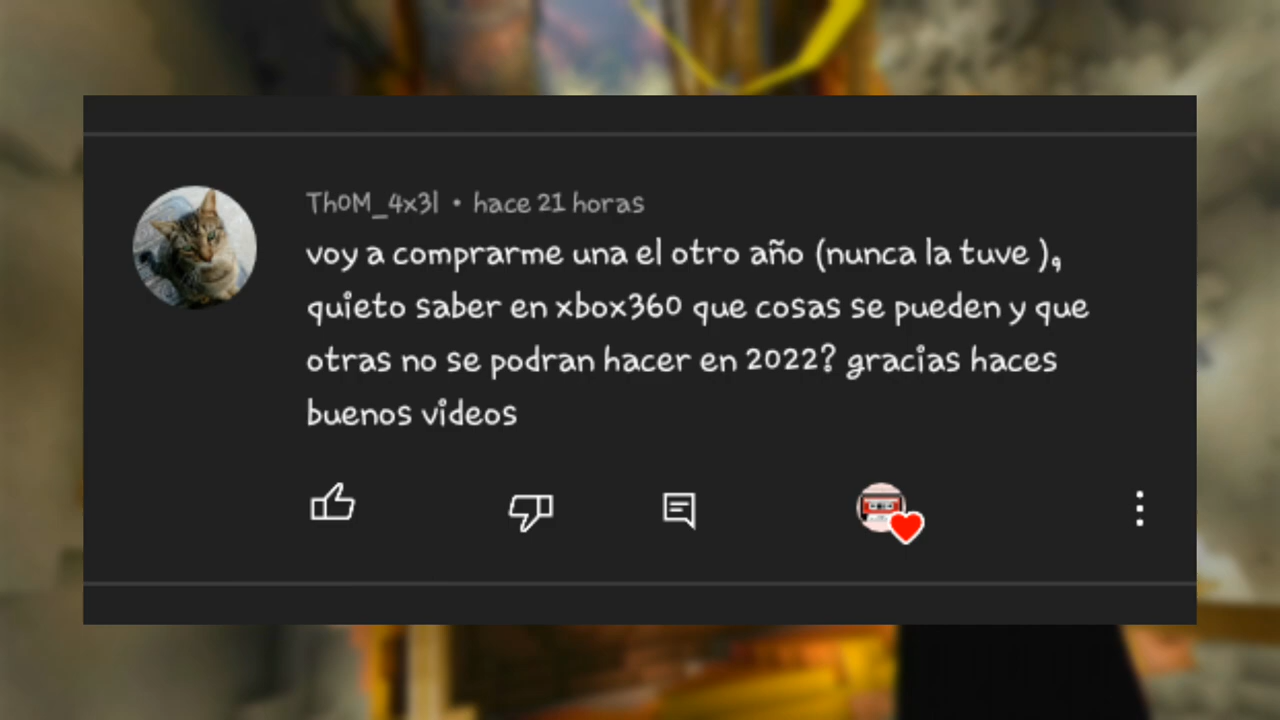 ThoM_4x3l • hace 21 horas
voy a comprarme una el otro año (nunca la tuve ),
quieto saber en xbox360 que cosas se pueden y que
otras no se podran hacer en 2022? gracias haces
buenos videos